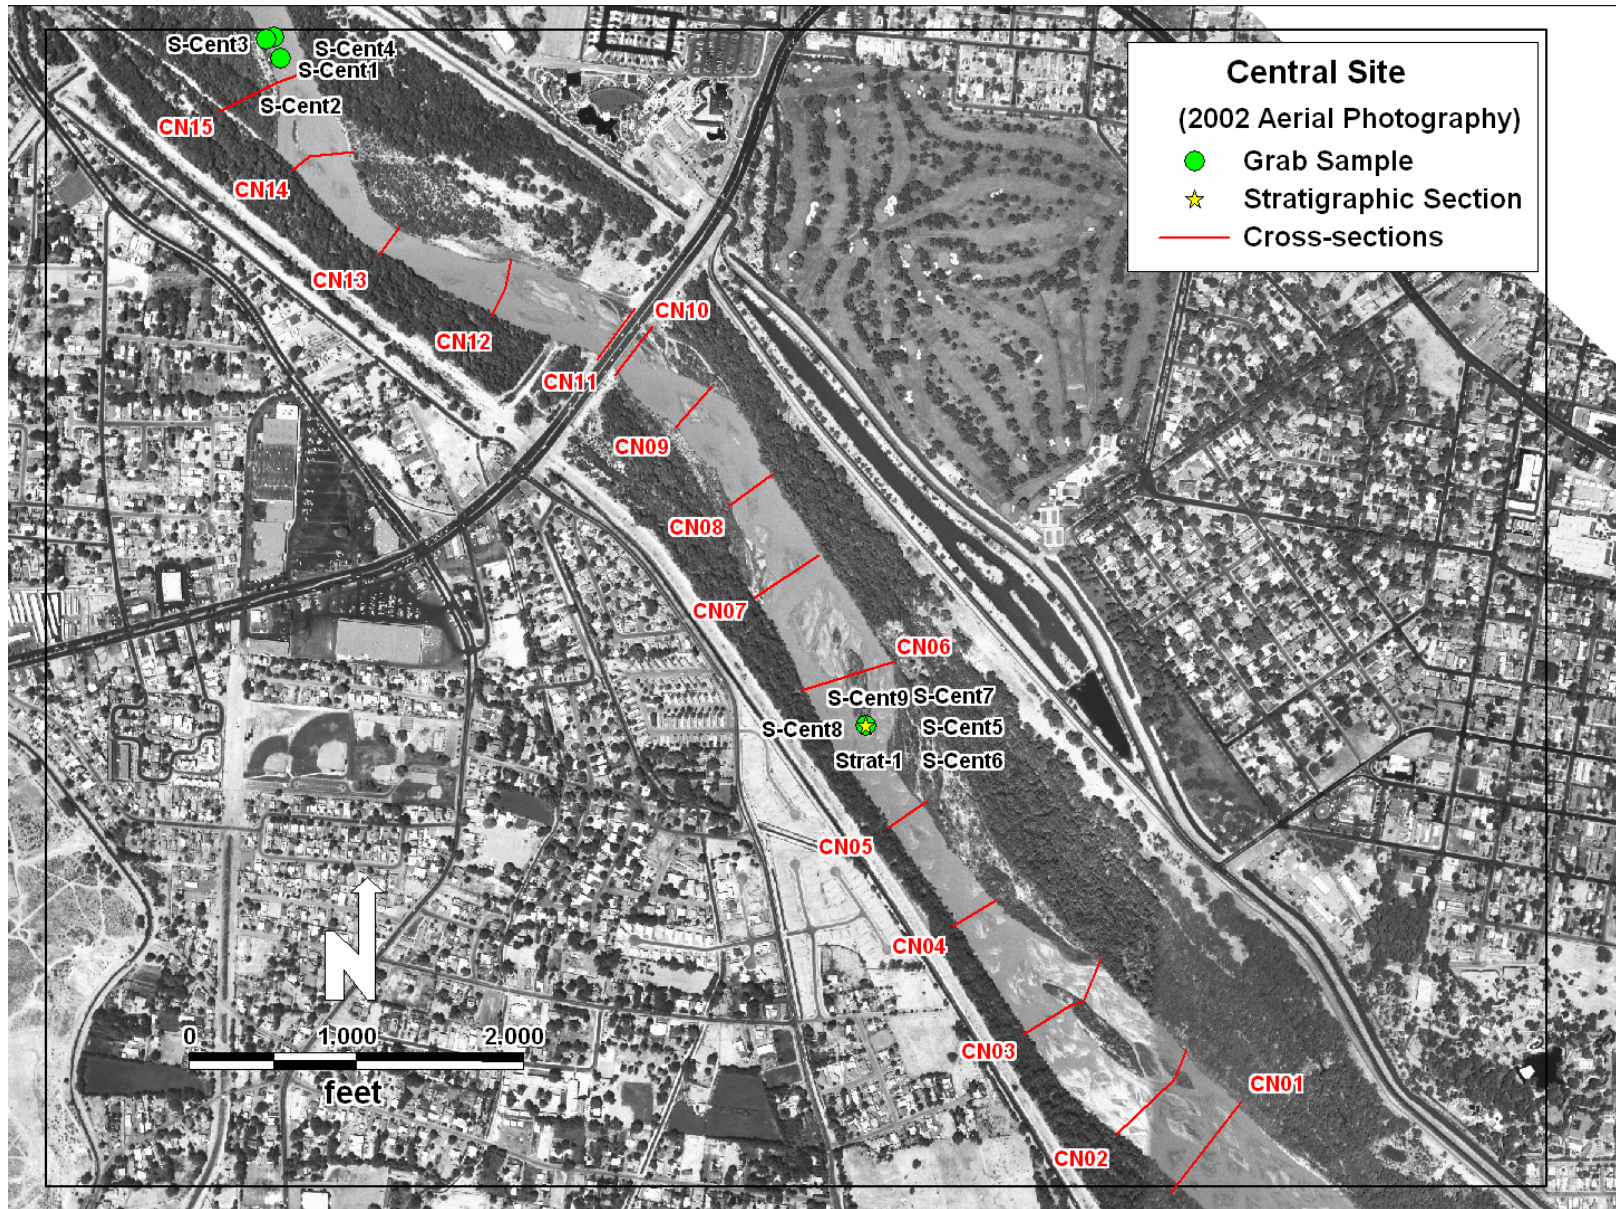 S-Cent3
S-Cent4
S-Cent1
S-Cent2
CN15
CN14
CN13
CN12
CN11
CN10
CN09
CN08
CN07
CN06
S-Cent9
S-Cent7
S-Cent8
S-Cent5
Strat-1
S-Cent6
CN05
CN04
CN03
CN02
CN01
Central Site
(2002 Aerial Photography)
Grab Sample
Stratigraphic Section
Cross-sections
N
0 1,000 2,000
feet